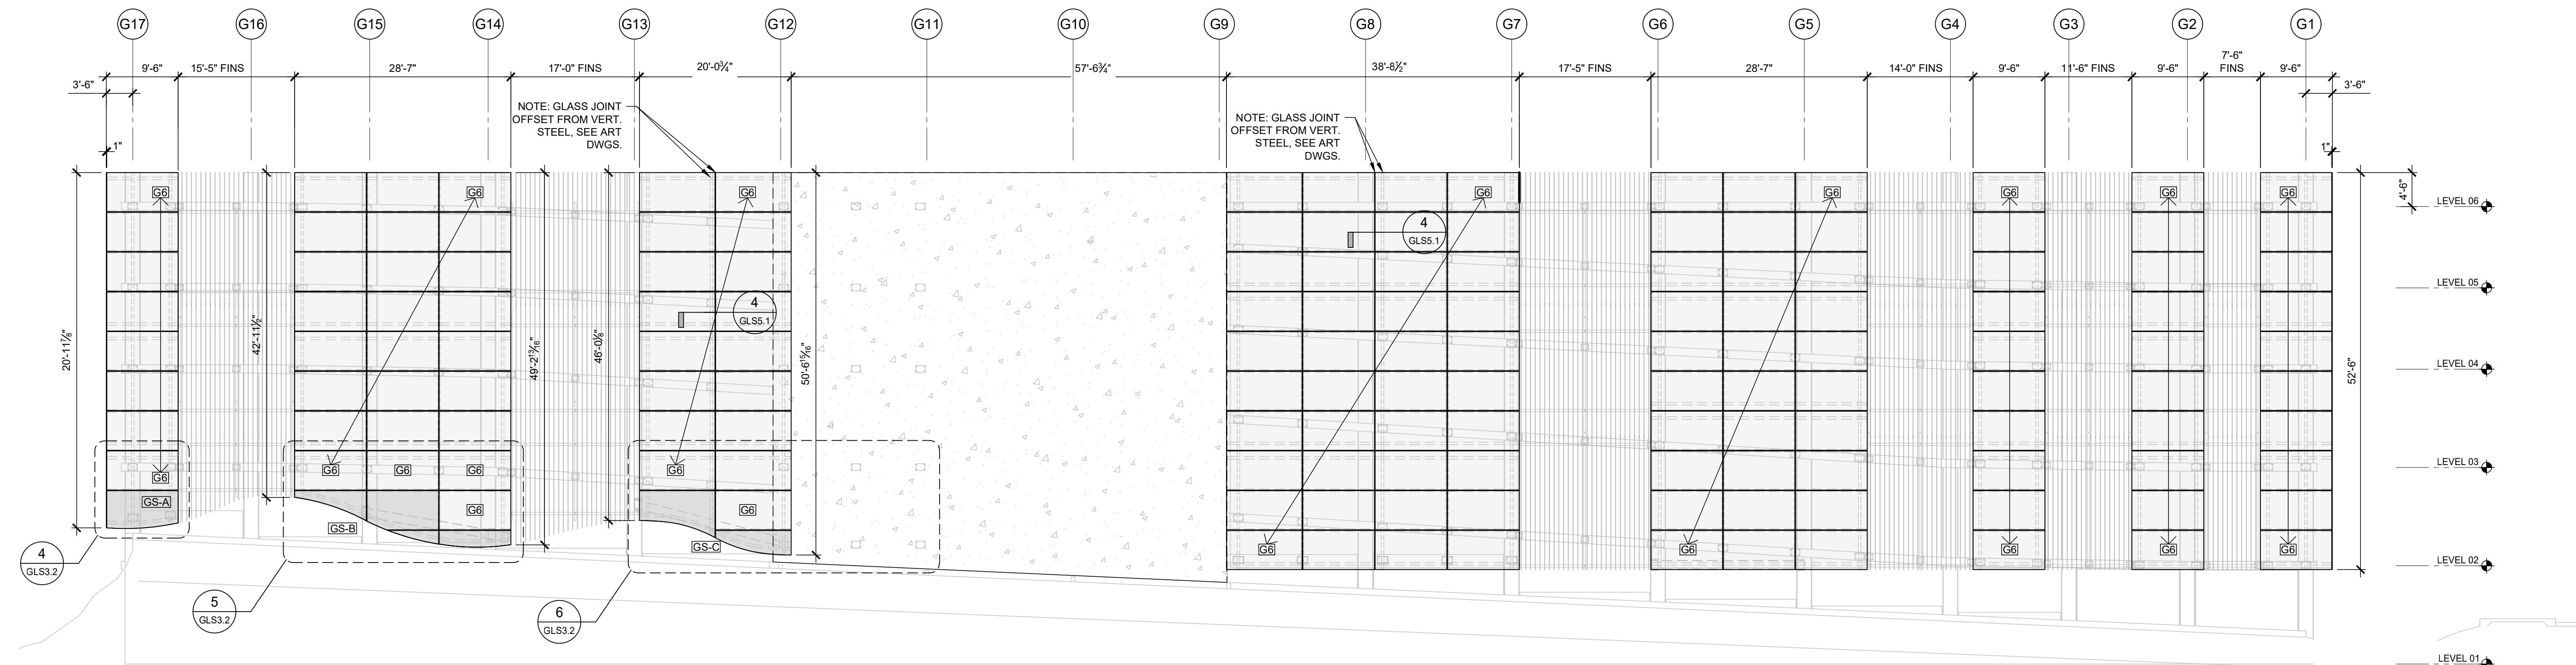 G17 G16 G15 G14 G13 G12 G11 G10 G9 G8 G7 G6 G5 G4 G3 G2 G1
9'-6" 15'-5" FINS 28'-7" 17'-0" FINS 20'-0¾" 57'-6¾" 38'-8½" 17'-5" FINS 28'-7" 14'-0" FINS 9'-6" 11'-6" FINS 9'-6" 7'-6" FINS 9'-6"
3'-6" 3'-6"
NOTE: GLASS JOINT
OFFSET FROM VERT.
STEEL, SEE ART
DWGS.
NOTE: GLASS JOINT
OFFSET FROM VERT.
STEEL, SEE ART
DWGS.
1" 1"
G6 G6 G6 G6 G6 G6 G6 G6
4'-6"
LEVEL 06
4
GLS5.1
LEVEL 05
4
GLS5.1
20'-11⅞"
42'-11½"
49'-2¹³⁄₁₆"
46'-0⅛"
50'-6¹⁵⁄₁₆"
52'-6"
LEVEL 04
LEVEL 03
G6 G6 G6 G6 G6
GS-A G6 G6
GS-B GS-C
G6 G6 G6 G6 G6
4
GLS3.2
LEVEL 02
5
GLS3.2
6
GLS3.2
LEVEL 01